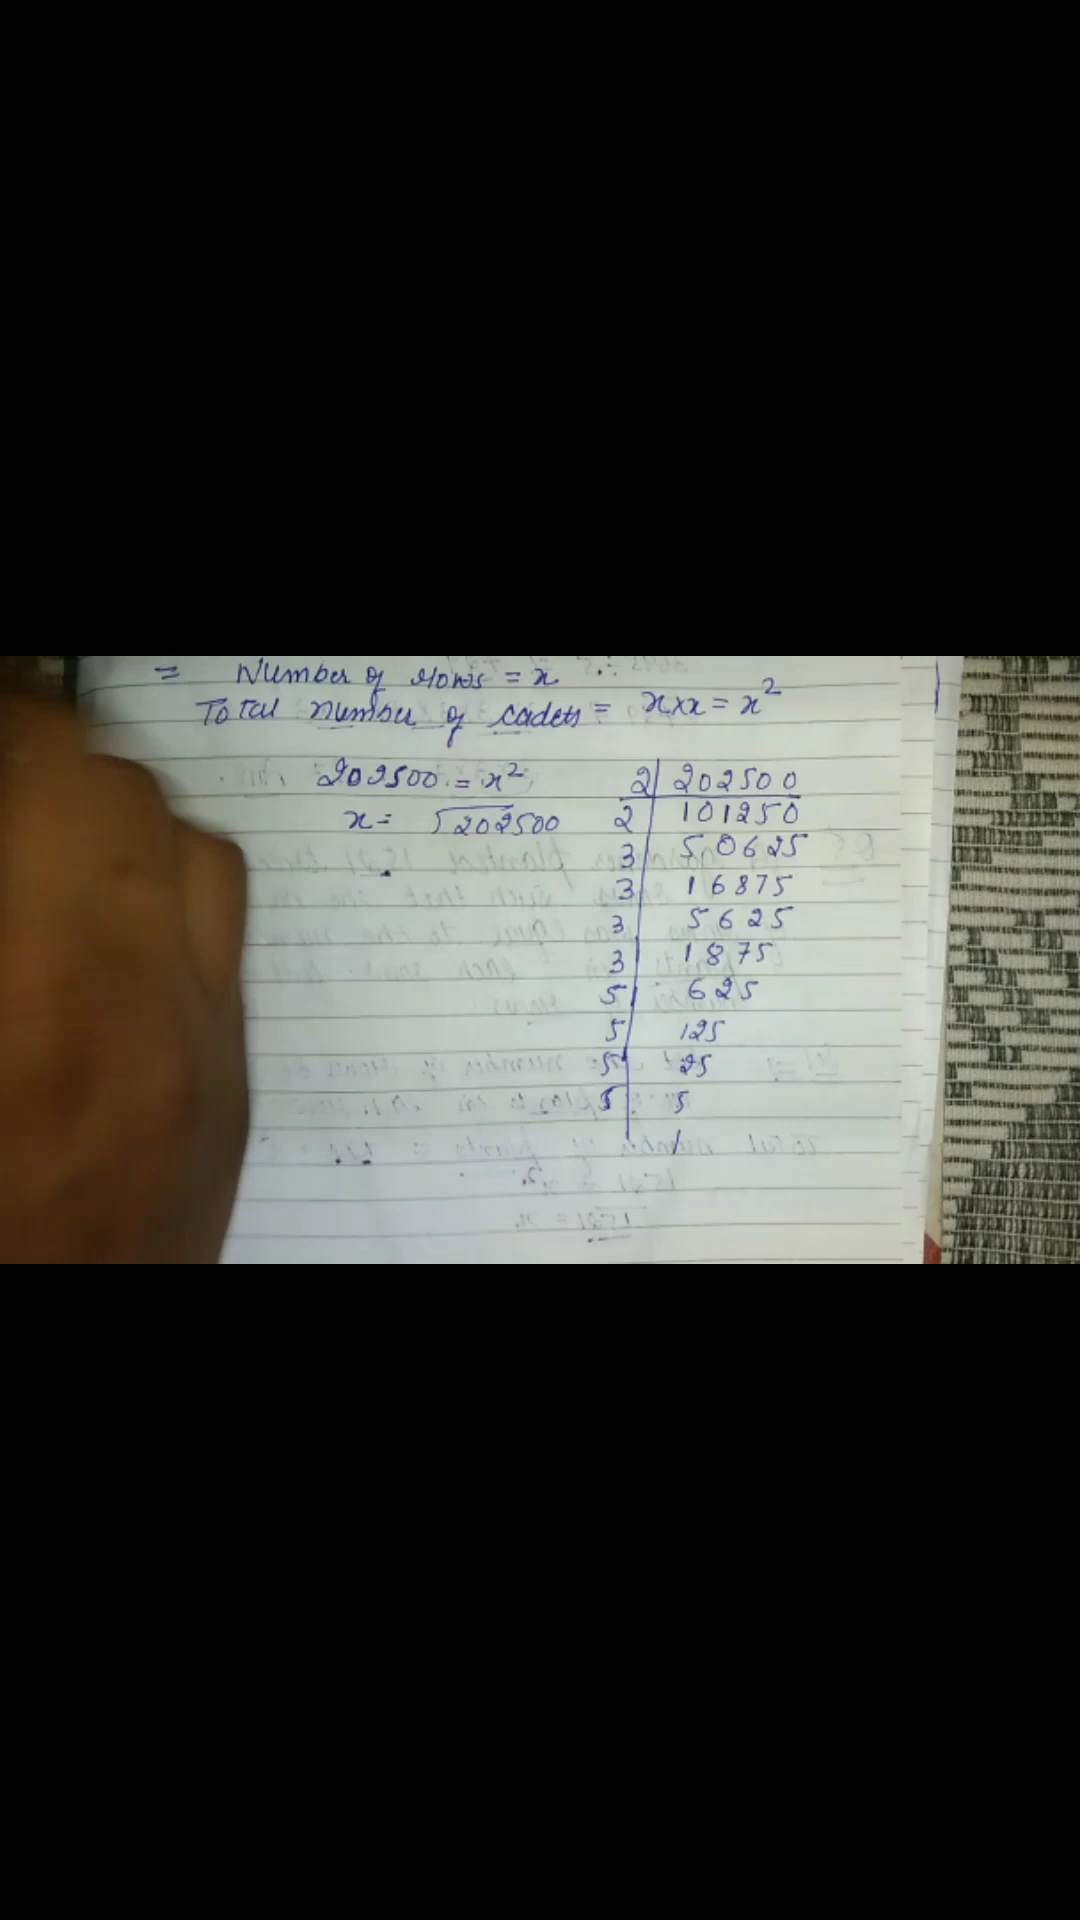 = Number of rows = x
Total number of cadets = x×x = x²
202500 = x²
x = √202500
2 | 202500
2 | 101250
3 | 50625
3 | 16875
3 | 5625
3 | 1875
5 | 625
5 | 125
5 | 25
5 | 5
1